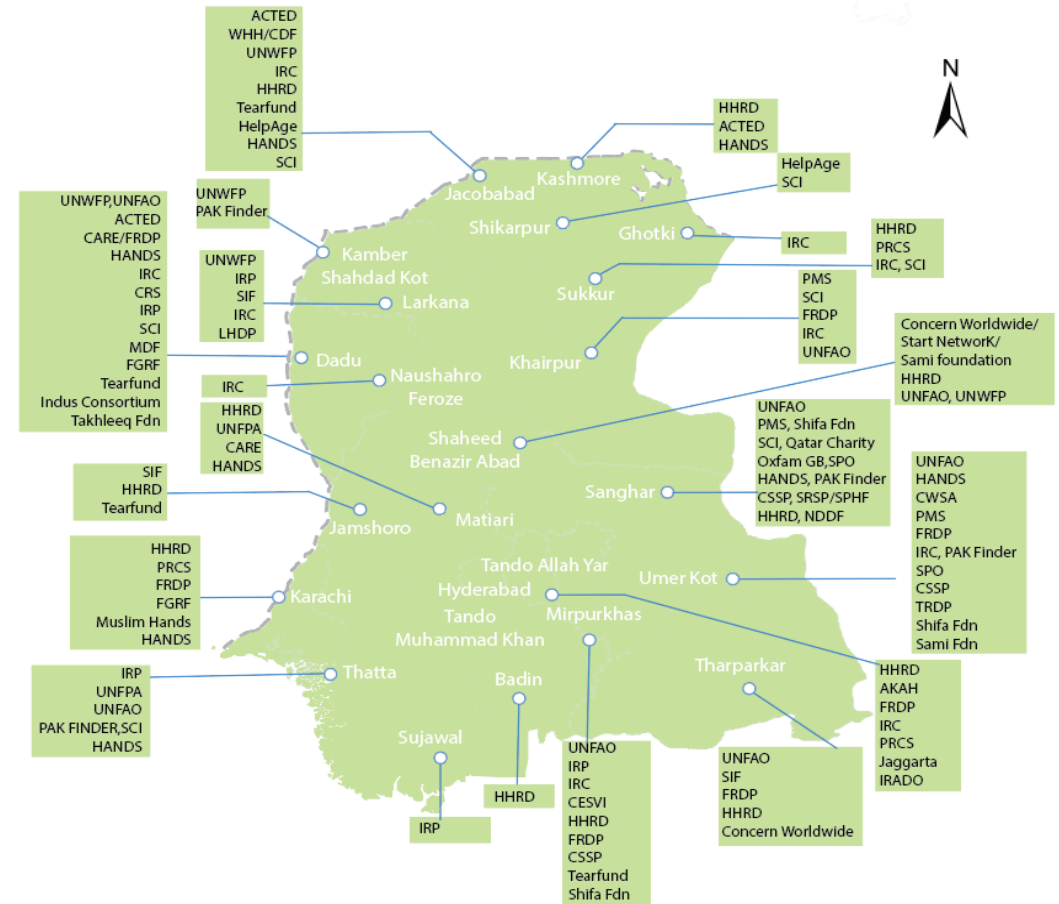 ACTED
WHH/CDF
UNWFP
IRC
HHRD
Tearfund
HelpAge
HANDS
SCI
N
HHRD
ACTED
HANDS
HelpAge
SCI
UNWFP
PAK Finder
UNWFP,UNFAO
ACTED
CARE/FRDP
HANDS
IRC
CRS
IRP
SCI
MDF
FGRF
Tearfund
Indus Consortium
Takhleeq Fdn
UNWFP
IRP
SIF
IRC
LHDP
IRC
HHRD
UNFPA
CARE
HANDS
SIF
HHRD
Tearfund
HHRD
PRCS
FRDP
FGRF
Muslim Hands
HANDS
IRP
UNFPA
UNFAO
PAK FINDER,SCI
HANDS
Jacobabad
Kashmore
Shikarpur
Ghotki
Kamber
Shahdad Kot
Larkana
Sukkur
Dadu
Khairpur
Naushahro
Feroze
Shaheed
Benazir Abad
Sanghar
Jamshoro
Matiari
Tando Allah Yar
Hyderabad
Umer Kot
Karachi
Tando
Muhammad Khan
Mirpurkhas
Thatta
Badin
Tharparkar
Sujawal
IRC
HHRD
PRCS
IRC, SCI
PMS
SCI
FRDP
IRC
UNFAO
Concern Worldwide/
Start NetworK/
Sami foundation
HHRD
UNFAO, UNWFP
UNFAO
PMS, Shifa Fdn
SCI, Qatar Charity
Oxfam GB,SPO
HANDS, PAK Finder
CSSP, SRSP/SPHF
HHRD, NDDF
UNFAO
HANDS
CWSA
PMS
FRDP
IRC, PAK Finder
SPO
CSSP
TRDP
Shifa Fdn
Sami Fdn
HHRD
AKAH
FRDP
IRC
PRCS
Jaggarta
IRADO
UNFAO
SIF
FRDP
HHRD
Concern Worldwide
UNFAO
IRP
IRC
CESVI
HHRD
FRDP
CSSP
Tearfund
Shifa Fdn
HHRD
IRP